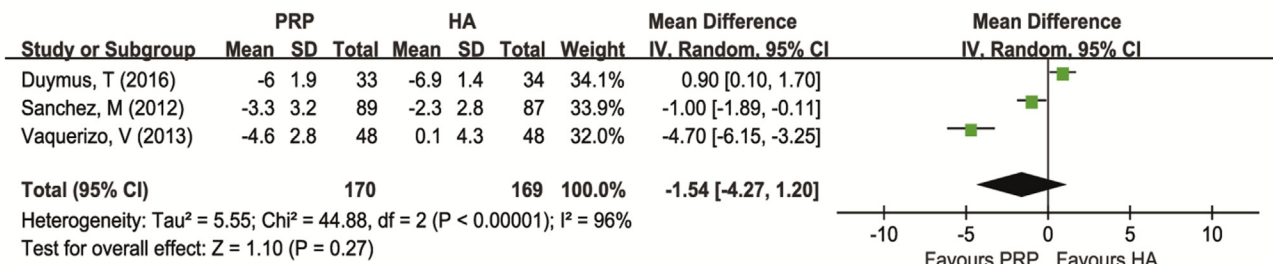 PRP HA Mean Difference Mean Difference
Study or Subgroup Mean SD Total Mean SD Total Weight IV, Random, 95% CI IV, Random, 95% CI
Duymus, T (2016) -6 1.9 33 -6.9 1.4 34 34.1% 0.90 [0.10, 1.70]
Sanchez, M (2012) -3.3 3.2 89 -2.3 2.8 87 33.9% -1.00 [-1.89, -0.11]
Vaquerizo, V (2013) -4.6 2.8 48 0.1 4.3 48 32.0% -4.70 [-6.15, -3.25]
Total (95% CI) 170 169 100.0% -1.54 [-4.27, 1.20]
Heterogeneity: Tau² = 5.55; Chi² = 44.88, df = 2 (P < 0.00001); I² = 96%
Test for overall effect: Z = 1.10 (P = 0.27)
-10 -5 0 5 10
Favours PRP Favours HA